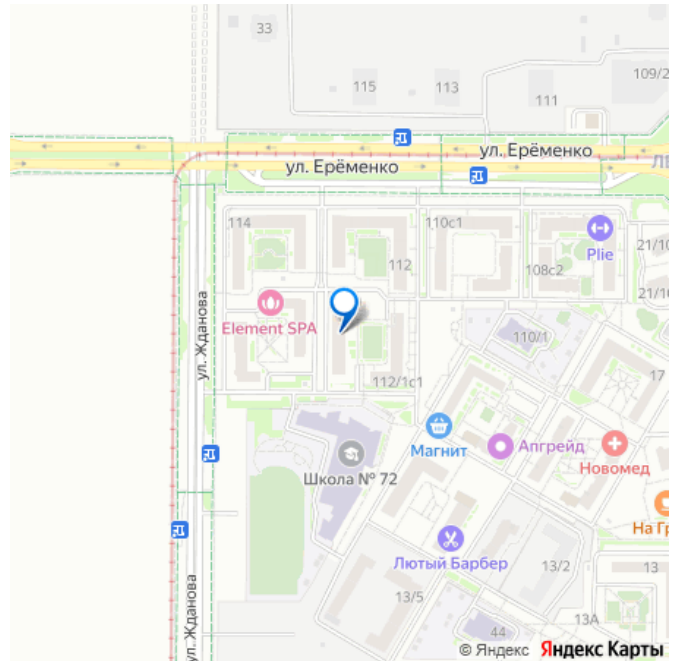 33
115
113
111
109/2
ул. Ерёменко
ул. Ерёменко
114
112
110с1
Plie
108с2
21/10
21/10
Element SPA
ул. Жданова
110/1
17
112/1с1
Магнит
Апгрейд
Новомед
Школа № 72
На Гр
Лютый Барбер
13/2
13
13/5
13А
44
ул. Жданова
© Яндекс Яндекс Карты